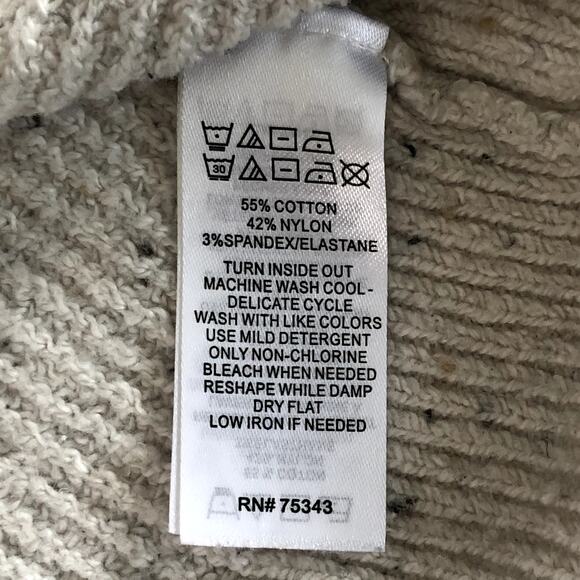 30
55% COTTON
42% NYLON
3%SPANDEX/ELASTANE
TURN INSIDE OUT
MACHINE WASH COOL-
DELICATE CYCLE
WASH WITH LIKE COLORS
USE MILD DETERGENT
ONLY NON-CHLORINE
BLEACH WHEN NEEDED
RESHAPE WHILE DAMP
DRY FLAT
LOW IRON IF NEEDED
RN# 75343